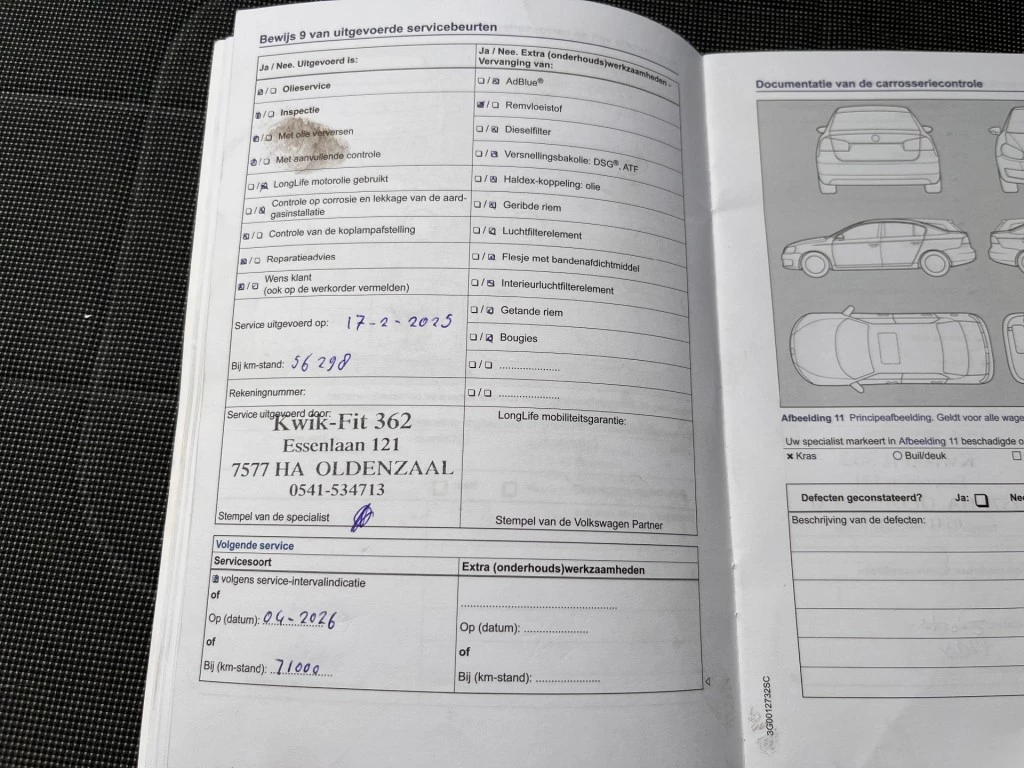 Bewijs 9 van uitgevoerde servicebeurten
Ja / Nee. Uitgevoerd is:
Olieservice
Inspectie
Met olie verversen
Met aanvullende controle
LongLife motorolie gebruikt
Controle op corrosie en lekkage van de aard-
gasinstallatie
Controle van de koplampafstelling
Reparatieadvies
Wens klant
(ook op de werkorder vermelden)
Service uitgevoerd op: 17-2-2025
Bij km-stand: 56298
Rekeningnummer:
Service uitgevoerd door:
Kwik-Fit 362
Essenlaan 121
7577 HA OLDENZAAL
0541-534713
Stempel van de specialist
Ja / Nee. Extra (onderhouds)werkzaamheden -
Vervanging van:
AdBlue®
Remvloeistof
Dieselfilter
Versnellingsbakolie: DSG®, ATF
Haldex-koppeling: olie
Geribde riem
Luchtfilterelement
Flesje met bandenafdichtmiddel
Interieurluchtfilterelement
Getande riem
Bougies
LongLife mobiliteitsgarantie:
Stempel van de Volkswagen Partner
Volgende service
Servicesoort
volgens service-intervalindicatie
of
Op (datum): 04-2026
of
Bij (km-stand): 71000
Extra (onderhouds)werkzaamheden
Op (datum):
of
Bij (km-stand):
Documentatie van de carrosseriecontrole
Afbeelding 11 Principeafbeelding. Geldt voor alle wage
Uw specialist markeert in Afbeelding 11 beschadigde o
× Kras
Buil/deuk
Defecten geconstateerd? Ja: Nee
Beschrijving van de defecten:
3G0012732SC